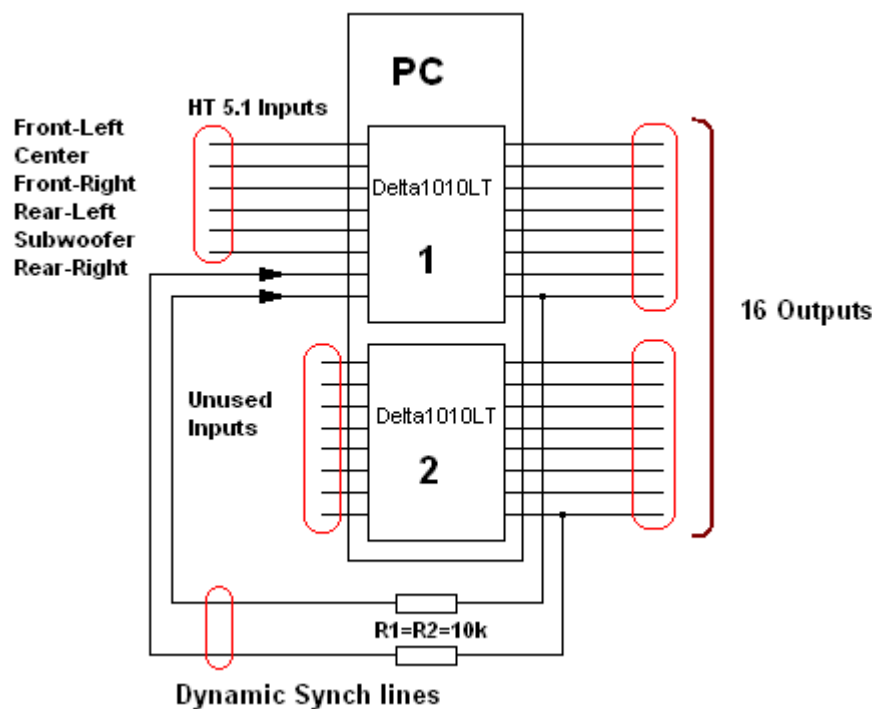 PC
HT 5.1 Inputs
Front-Left
Center
Front-Right
Rear-Left
Subwoofer
Rear-Right
Delta1010LT
1
16 Outputs
Unused
Inputs
Delta1010LT
2
R1=R2=10k
Dynamic Synch lines